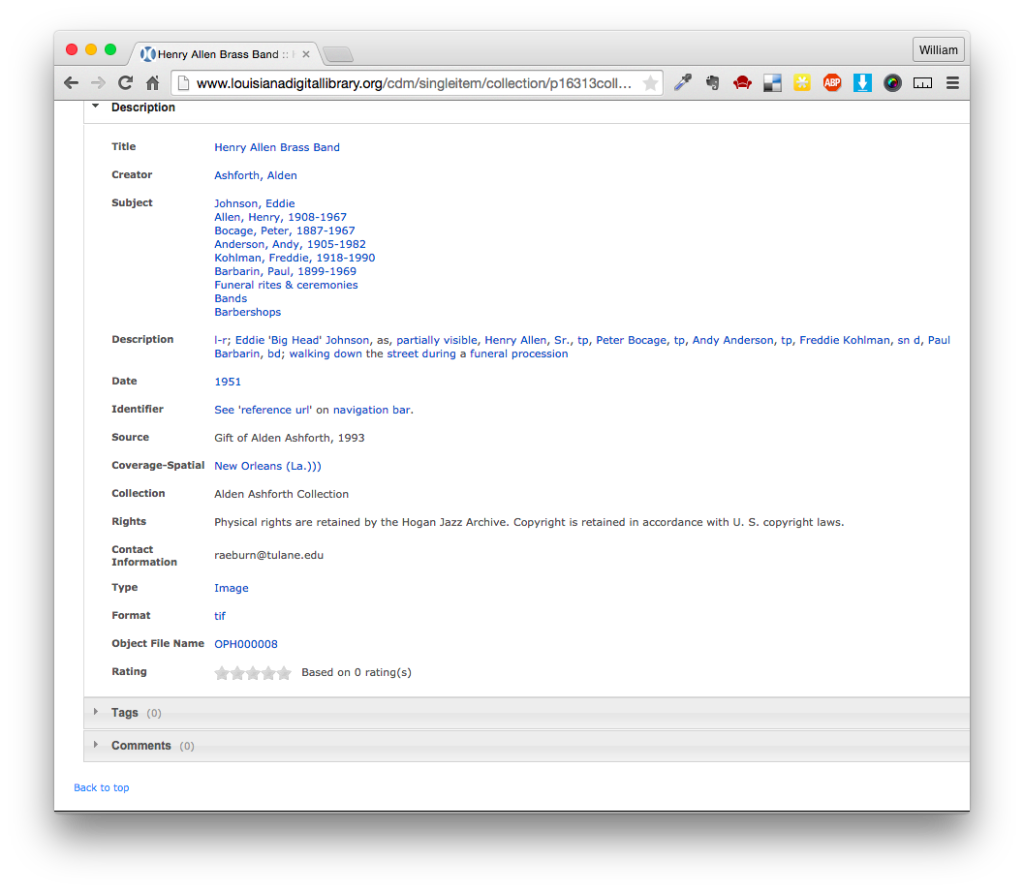 Henry Allen Brass Band ::
William
www.louisianadigitallibrary.org/cdm/singleitem/collection/p16313coll...
ABP
Description
Title Henry Allen Brass Band
Creator Ashforth, Alden
Subject Johnson, Eddie
Allen, Henry, 1908-1967
Bocage, Peter, 1887-1967
Anderson, Andy, 1905-1982
Kohlman, Freddie, 1918-1990
Barbarin, Paul, 1899-1969
Funeral rites & ceremonies
Bands
Barbershops
Description l-r; Eddie 'Big Head' Johnson, as, partially visible, Henry Allen, Sr., tp, Peter Bocage, tp, Andy Anderson, tp, Freddie Kohlman, sn d, Paul
Barbarin, bd; walking down the street during a funeral procession
Date 1951
Identifier See 'reference url' on navigation bar.
Source Gift of Alden Ashforth, 1993
Coverage-Spatial New Orleans (La.)))
Collection Alden Ashforth Collection
Rights Physical rights are retained by the Hogan Jazz Archive. Copyright is retained in accordance with U. S. copyright laws.
Contact
Information raeburn@tulane.edu
Type Image
Format tif
Object File Name OPH000008
Rating Based on 0 rating(s)
Tags (0)
Comments (0)
Back to top